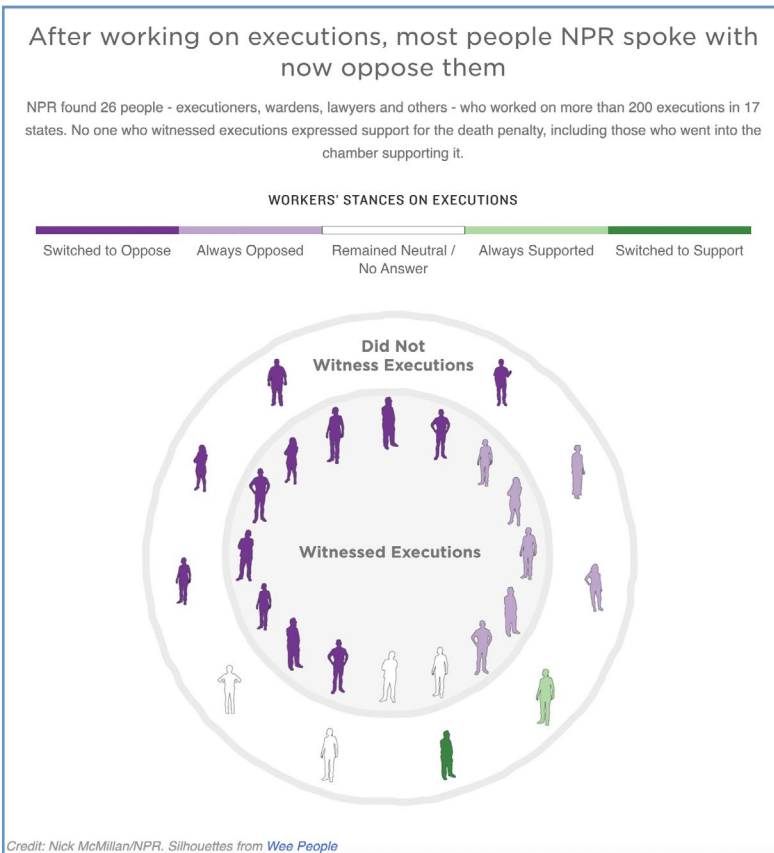 After working on executions, most people NPR spoke with
now oppose them
NPR found 26 people - executioners, wardens, lawyers and others - who worked on more than 200 executions in 17
states. No one who witnessed executions expressed support for the death penalty, including those who went into the
chamber supporting it.
WORKERS' STANCES ON EXECUTIONS
Switched to Oppose
Always Opposed
Remained Neutral /
No Answer
Always Supported
Switched to Support
Did Not
Witness Executions
Witnessed Executions
Credit: Nick McMillan/NPR. Silhouettes from Wee People